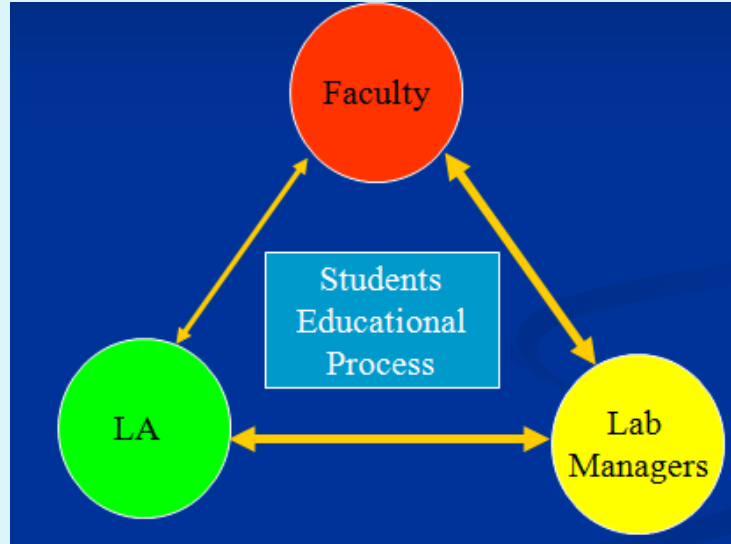 Faculty
Students
Educational
Process
LA
Lab
Managers